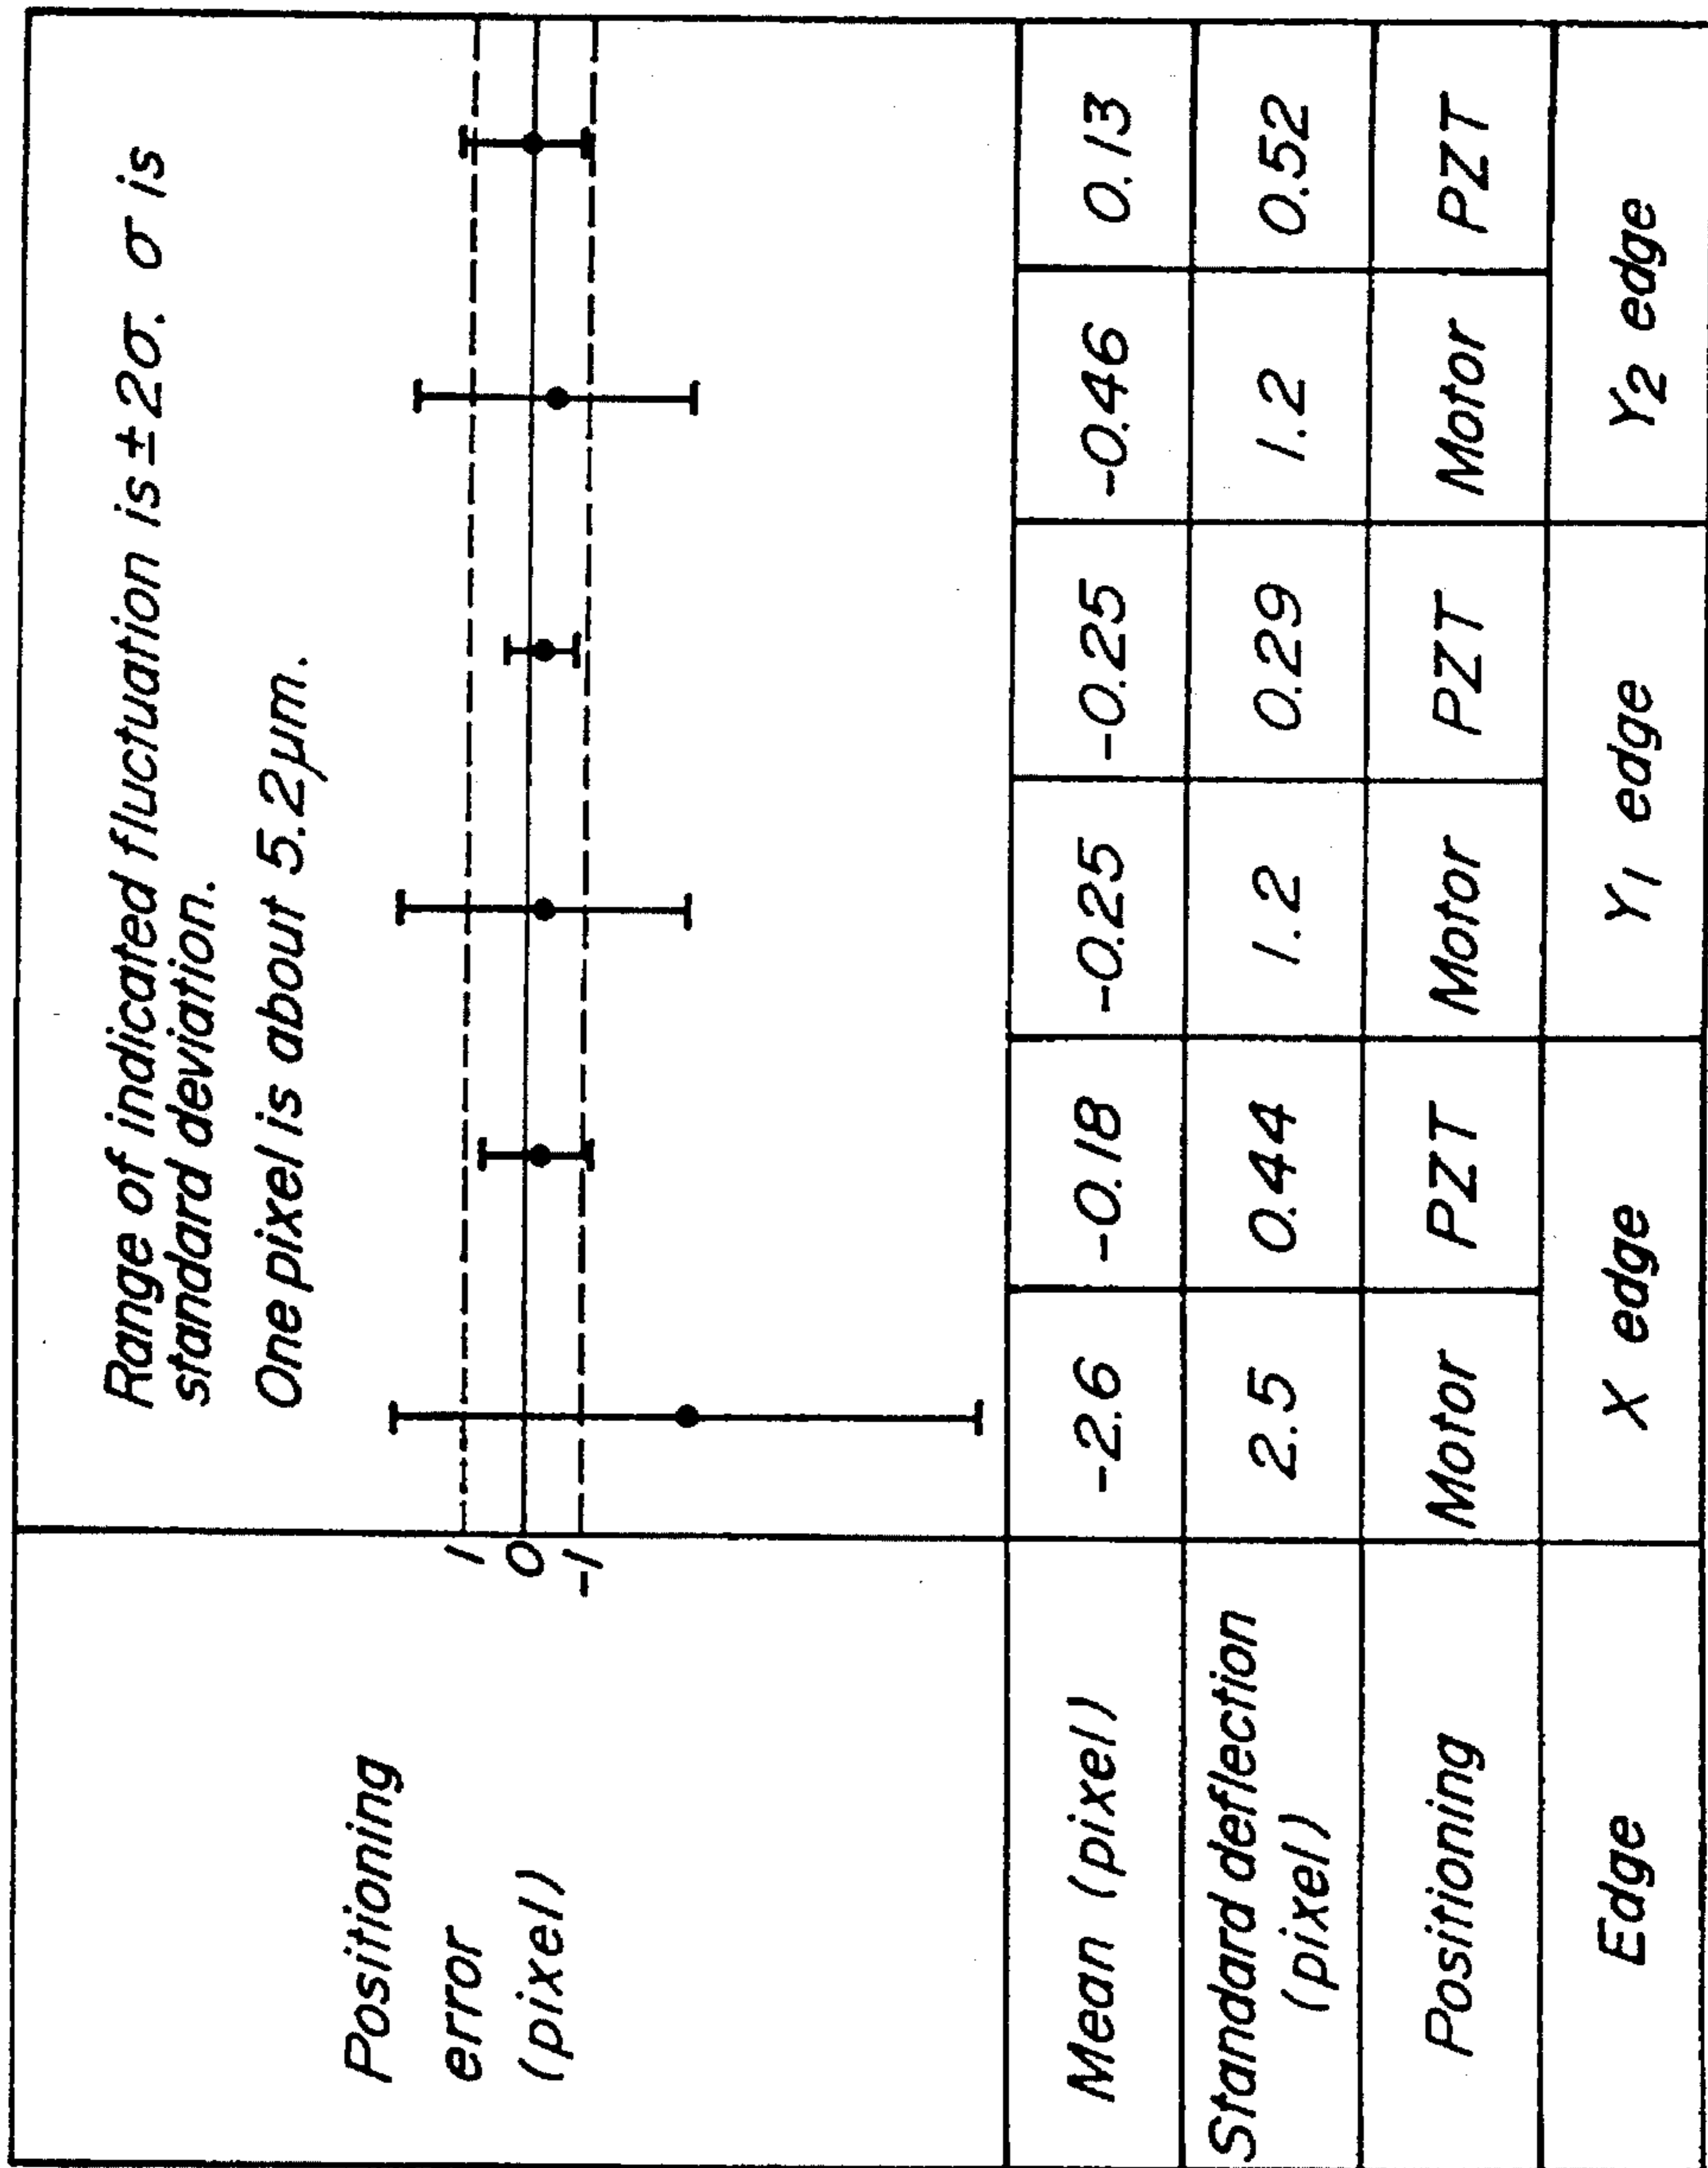 Range of indicated fluctuation is ±2σ. σ is
standard deviation.
One pixel is about 5.2μm.
Positioning
error
(pixel)
1
0
-1
Mean (pixel) -2.6 -0.18 -0.25 -0.25 -0.46 0.13
Standard deflection
(pixel) 2.5 0.44 1.2 0.29 1.2 0.52
Positioning Motor PZT Motor PZT Motor PZT
Edge X edge Y1 edge Y2 edge